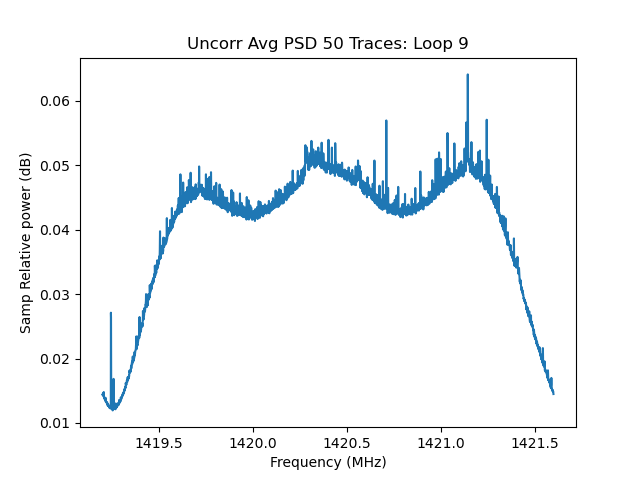 Uncorr Avg PSD 50 Traces: Loop 9
Samp Relative power (dB)
0.06
0.05
0.04
0.03
0.02
0.01
1419.5 1420.0 1420.5 1421.0 1421.5
Frequency (MHz)